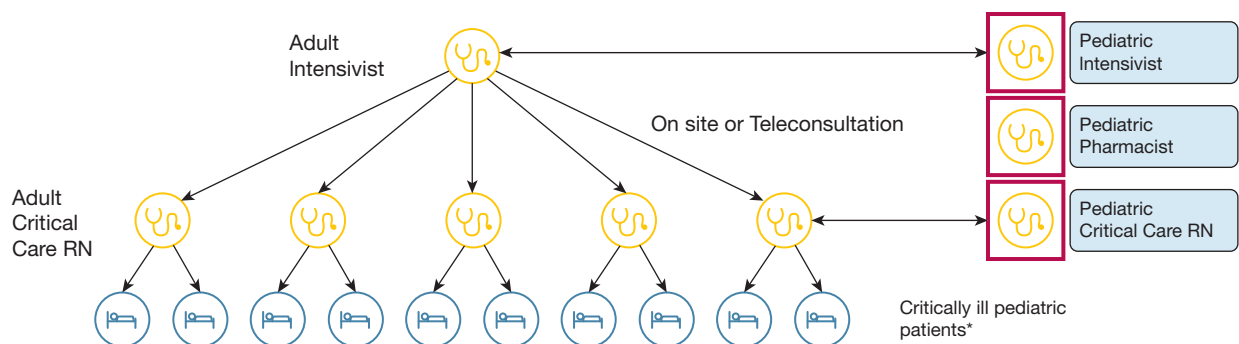 Adult
Intensivist
Pediatric
Intensivist
On site or Teleconsultation
Pediatric
Pharmacist
Adult
Critical
Care RN
Pediatric
Critical Care RN
Critically ill pediatric
patients*